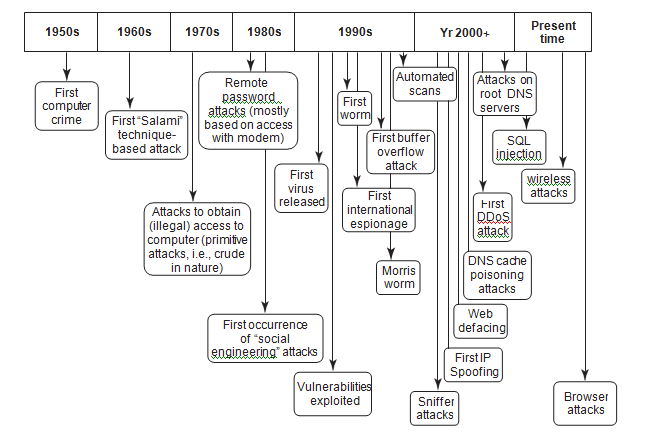 1950s
1960s
1970s
1980s
1990s
Yr 2000+
Present
time
First
computer
crime
First “Salami”
technique-
based attack
Attacks to obtain
(illegal) access to
computer (primitive
attacks, i.e., crude
in nature)
Remote
password
attacks (mostly
based on access
with modem)
First occurrence
of “social
engineering” attacks
First
virus
released
Vulnerabilities
exploited
First
worm
First
international
espionage
First buffer
overflow
attack
Morris
worm
Automated
scans
Sniffer
attacks
First IP
Spoofing
Web
defacing
DNS cache
poisoning
attacks
Attacks on
root DNS
servers
First
DDoS
attack
SQL
injection
wireless
attacks
Browser
attacks